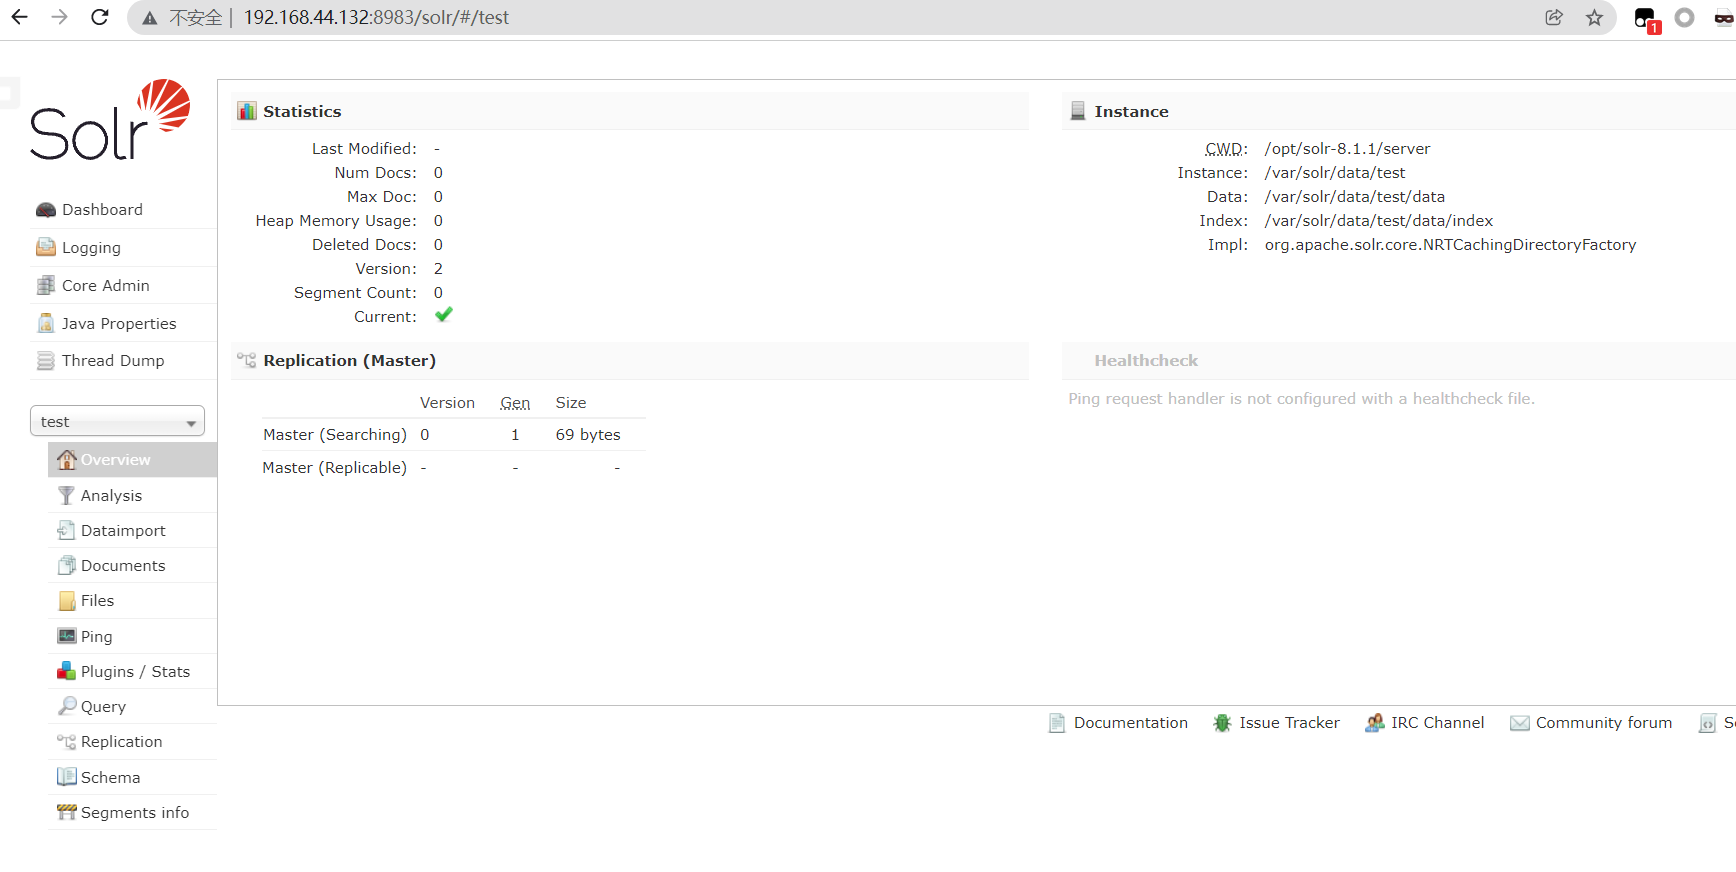 不安全 | 192.168.44.132:8983/solr/#/test
1
Solr
Dashboard
Logging
Core Admin
Java Properties
Thread Dump
test
Overview
Analysis
Dataimport
Documents
Files
Ping
Plugins / Stats
Query
Replication
Schema
Segments info
Statistics
Last Modified: -
Num Docs: 0
Max Doc: 0
Heap Memory Usage: 0
Deleted Docs: 0
Version: 2
Segment Count: 0
Current:
Replication (Master)
Version Gen Size
Master (Searching) 0 1 69 bytes
Master (Replicable) - - -
Instance
CWD: /opt/solr-8.1.1/server
Instance: /var/solr/data/test
Data: /var/solr/data/test/data
Index: /var/solr/data/test/data/index
Impl: org.apache.solr.core.NRTCachingDirectoryFactory
Healthcheck
Ping request handler is not configured with a healthcheck file.
Documentation Issue Tracker IRC Channel Community forum